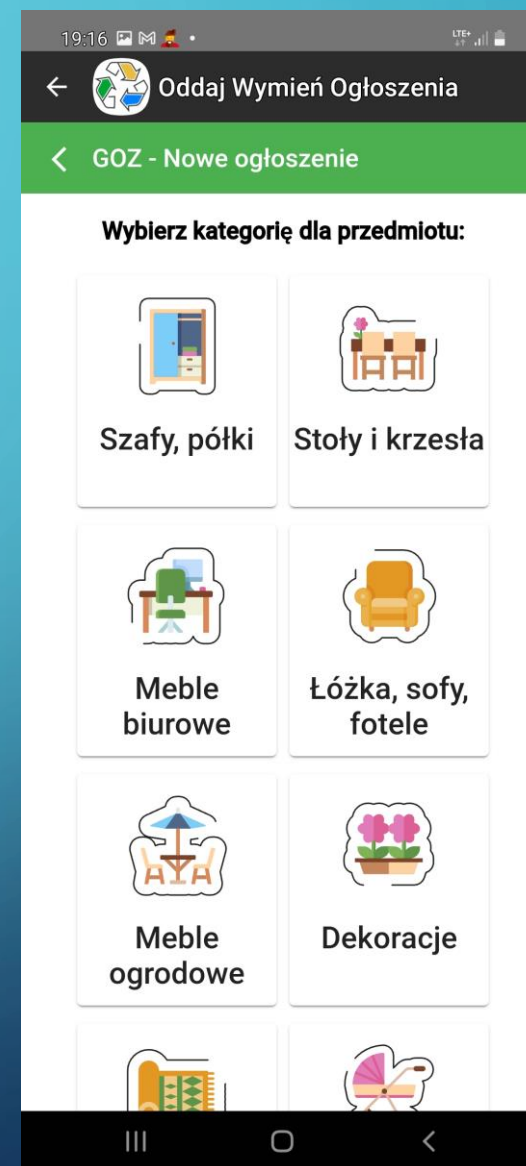 19:16
LTE+
Oddaj Wymień Ogłoszenia
GOZ - Nowe ogłoszenie
Wybierz kategorię dla przedmiotu:
Szafy, półki
Stoły i krzesła
Meble
biurowe
Łóżka, sofy,
fotele
Meble
ogrodowe
Dekoracje